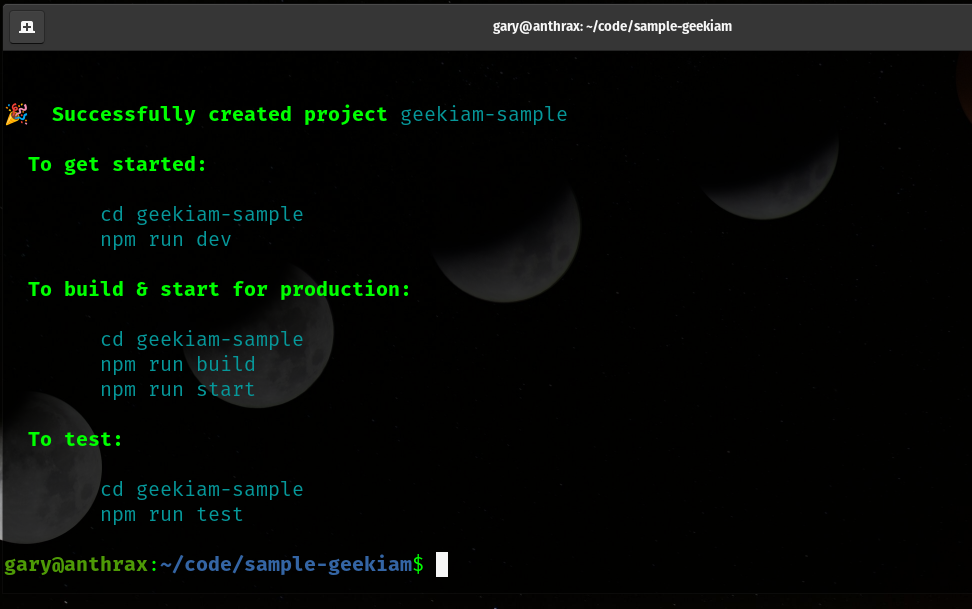 gary@anthrax: ~/code/sample-geekiam
🎉 Successfully created project geekiam-sample
To get started:
cd geekiam-sample
npm run dev
To build & start for production:
cd geekiam-sample
npm run build
npm run start
To test:
cd geekiam-sample
npm run test
gary@anthrax:~/code/sample-geekiam$